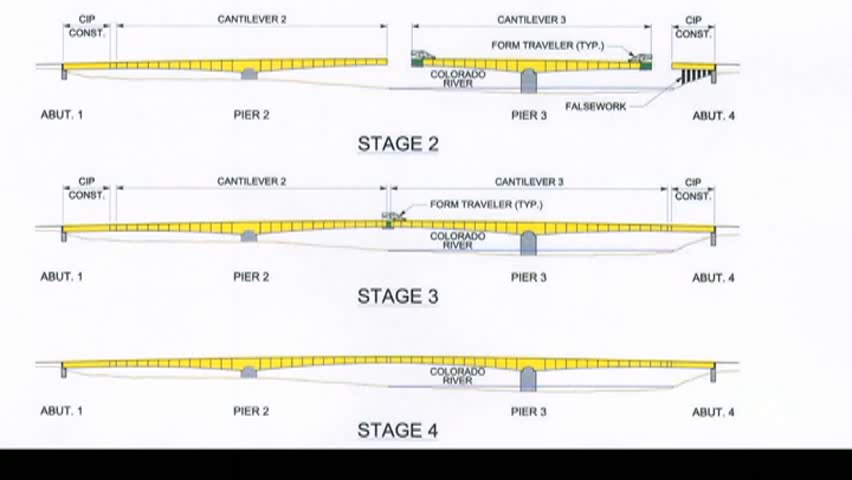 CIP
CONST.
CANTILEVER 2
CANTILEVER 3
CIP
CONST.
FORM TRAVELER (TYP.)
COLORADO
RIVER
FALSEWORK
ABUT. 1
PIER 2
PIER 3
ABUT. 4
STAGE 2
CIP
CONST.
CANTILEVER 2
CANTILEVER 3
CIP
CONST.
FORM TRAVELER (TYP.)
COLORADO
RIVER
ABUT. 1
PIER 2
PIER 3
ABUT. 4
STAGE 3
COLORADO
RIVER
ABUT. 1
PIER 2
PIER 3
ABUT. 4
STAGE 4